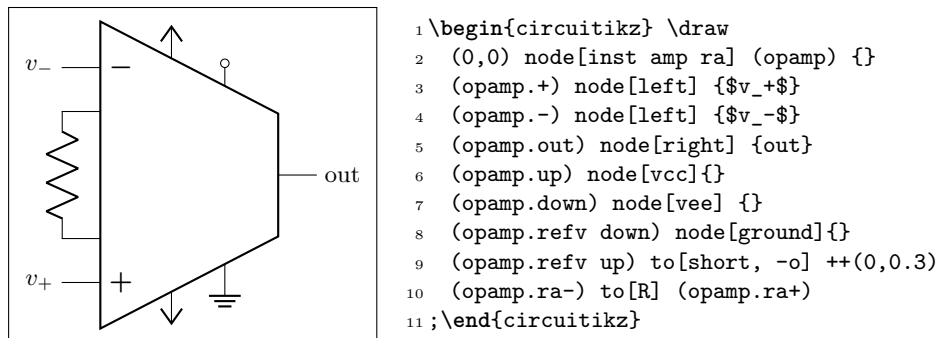 v₋
−
out
v₊
+
1 \begin{circuitikz} \draw
2 (0,0) node[inst amp ra] (opamp) {}
3 (opamp.+) node[left] {$v_+$}
4 (opamp.-) node[left] {$v_-$}
5 (opamp.out) node[right] {out}
6 (opamp.up) node[vcc]{}
7 (opamp.down) node[vee] {}
8 (opamp.refv down) node[ground]{}
9 (opamp.refv up) to[short, -o] ++(0,0.3)
10 (opamp.ra-) to[R] (opamp.ra+)
11 ;\end{circuitikz}